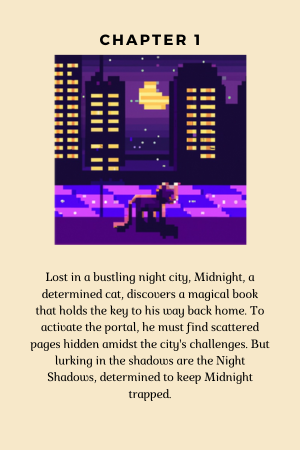 CHAPTER 1
Lost in a bustling night city, Midnight, a
determined cat, discovers a magical book
that holds the key to his way back home. To
activate the portal, he must find scattered
pages hidden amidst the city's challenges. But
lurking in the shadows are the Night
Shadows, determined to keep Midnight
trapped.